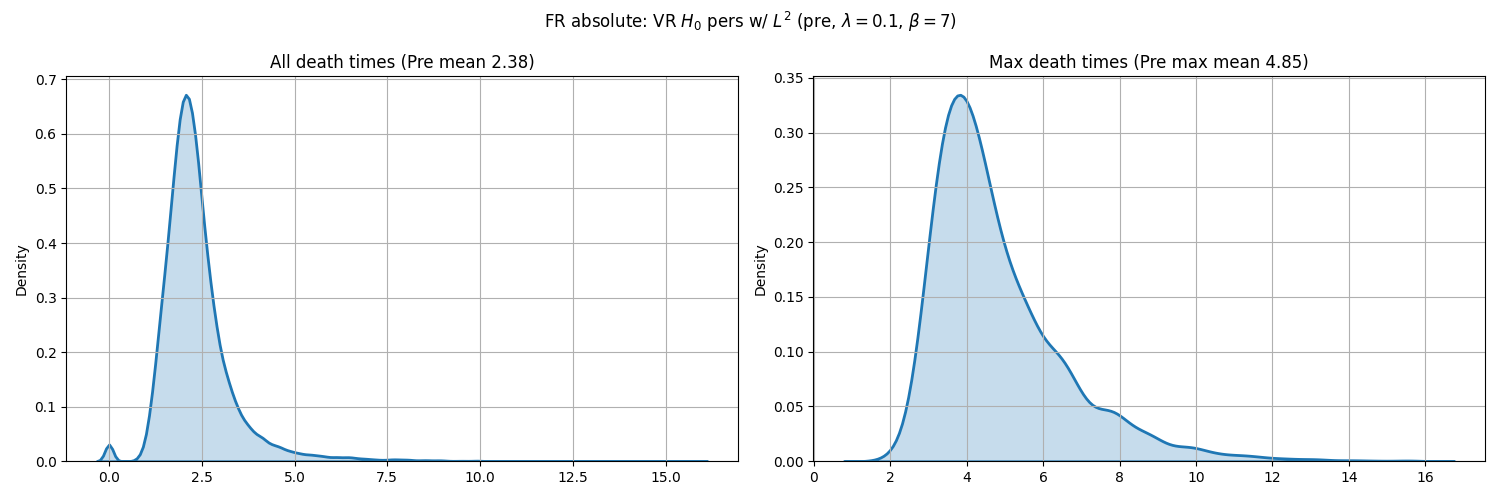 FR absolute: VR $H_0$ pers w/ $L^2$ (pre, $\lambda = 0.1$, $\beta = 7$)
All death times (Pre mean 2.38)
Density
0.7
0.6
0.5
0.4
0.3
0.2
0.1
0.0
0.0 2.5 5.0 7.5 10.0 12.5 15.0
Max death times (Pre max mean 4.85)
Density
0.35
0.30
0.25
0.20
0.15
0.10
0.05
0.00
0 2 4 6 8 10 12 14 16